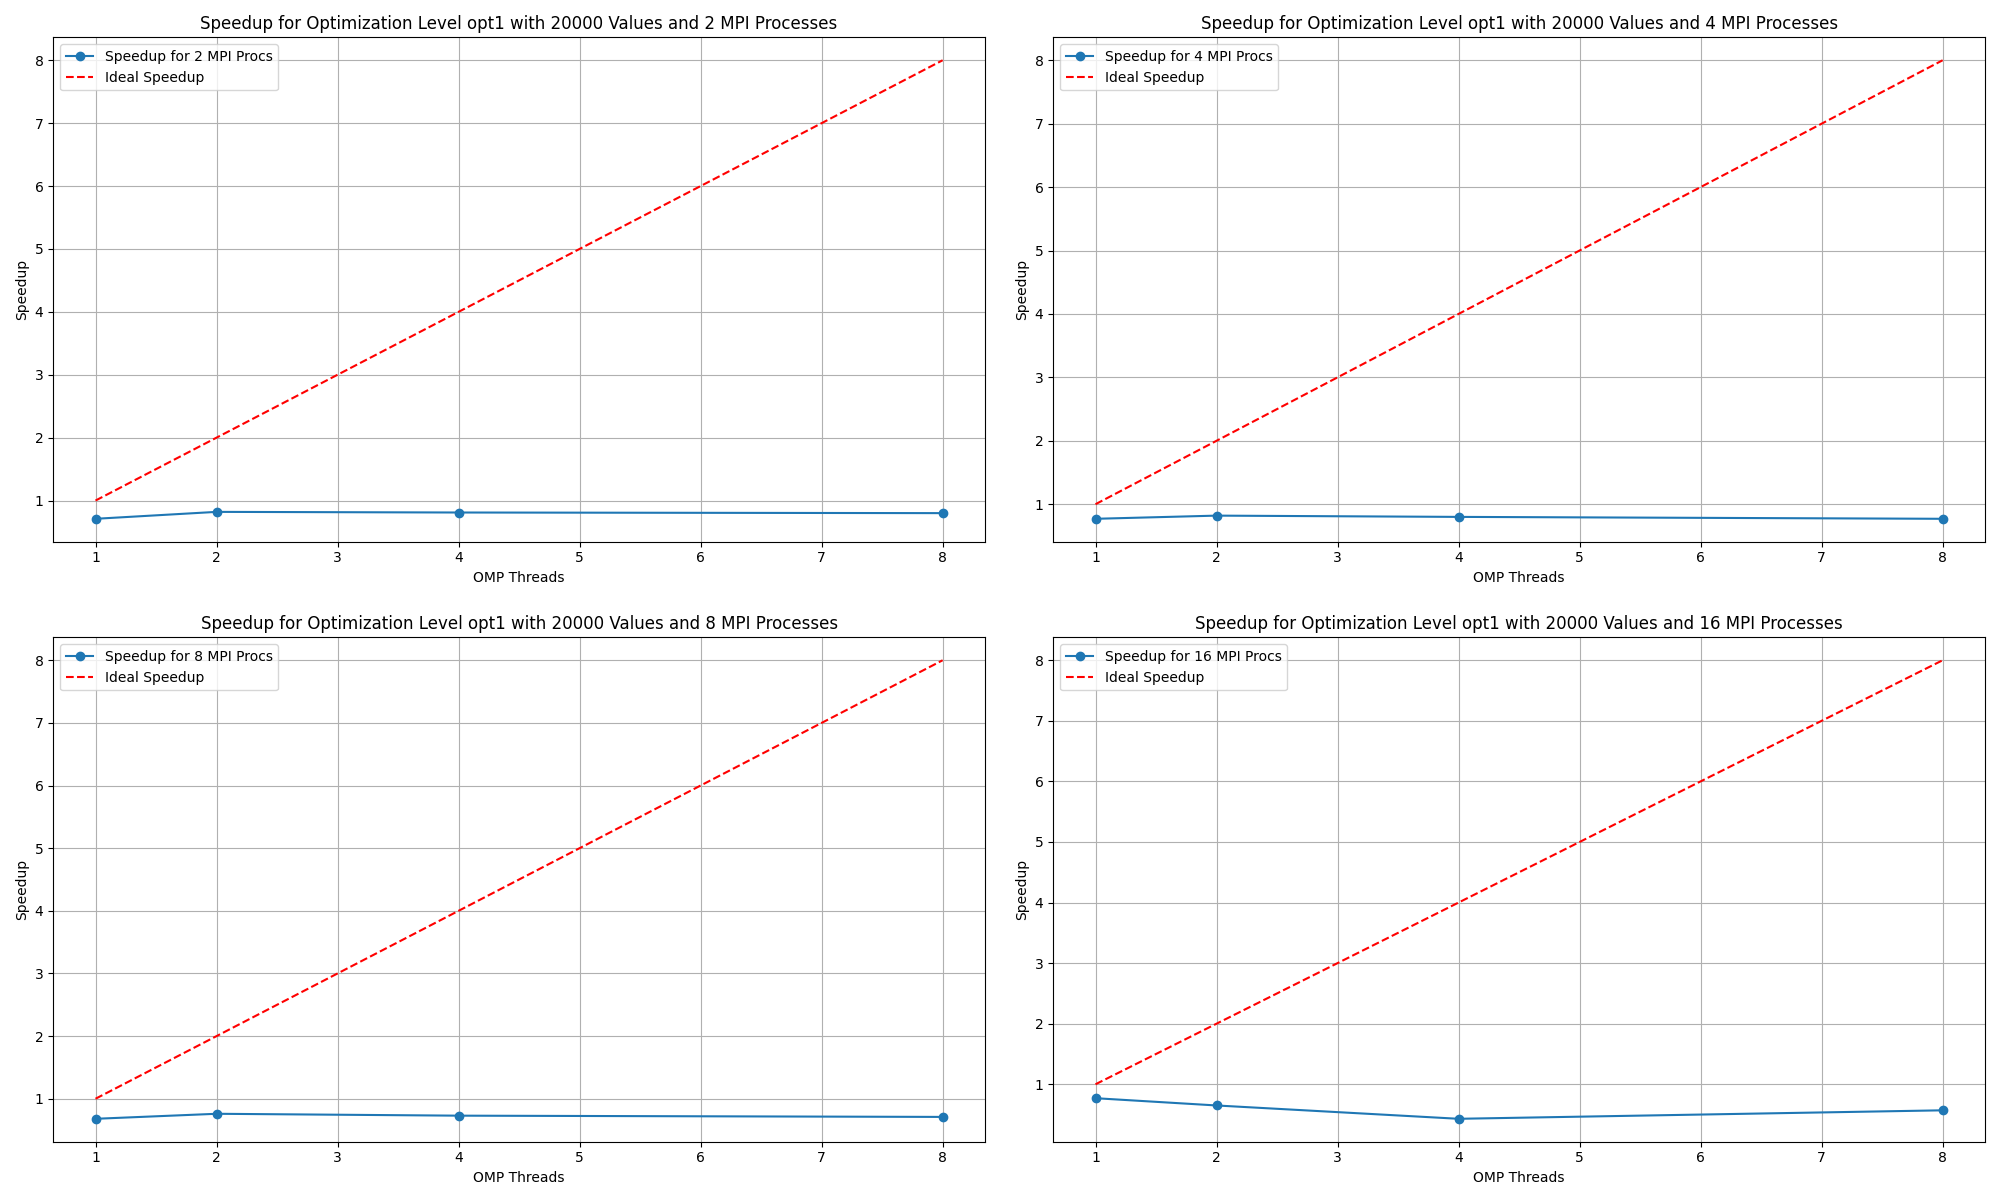 Speedup for Optimization Level opt1 with 20000 Values and 2 MPI Processes
Speedup for 2 MPI Procs
Ideal Speedup
8
7
6
5
4
3
2
1
Speedup
1 2 3 4 5 6 7 8
OMP Threads
Speedup for Optimization Level opt1 with 20000 Values and 4 MPI Processes
Speedup for 4 MPI Procs
Ideal Speedup
8
7
6
5
4
3
2
1
Speedup
1 2 3 4 5 6 7 8
OMP Threads
Speedup for Optimization Level opt1 with 20000 Values and 8 MPI Processes
Speedup for 8 MPI Procs
Ideal Speedup
8
7
6
5
4
3
2
1
Speedup
1 2 3 4 5 6 7 8
OMP Threads
Speedup for Optimization Level opt1 with 20000 Values and 16 MPI Processes
Speedup for 16 MPI Procs
Ideal Speedup
8
7
6
5
4
3
2
1
Speedup
1 2 3 4 5 6 7 8
OMP Threads